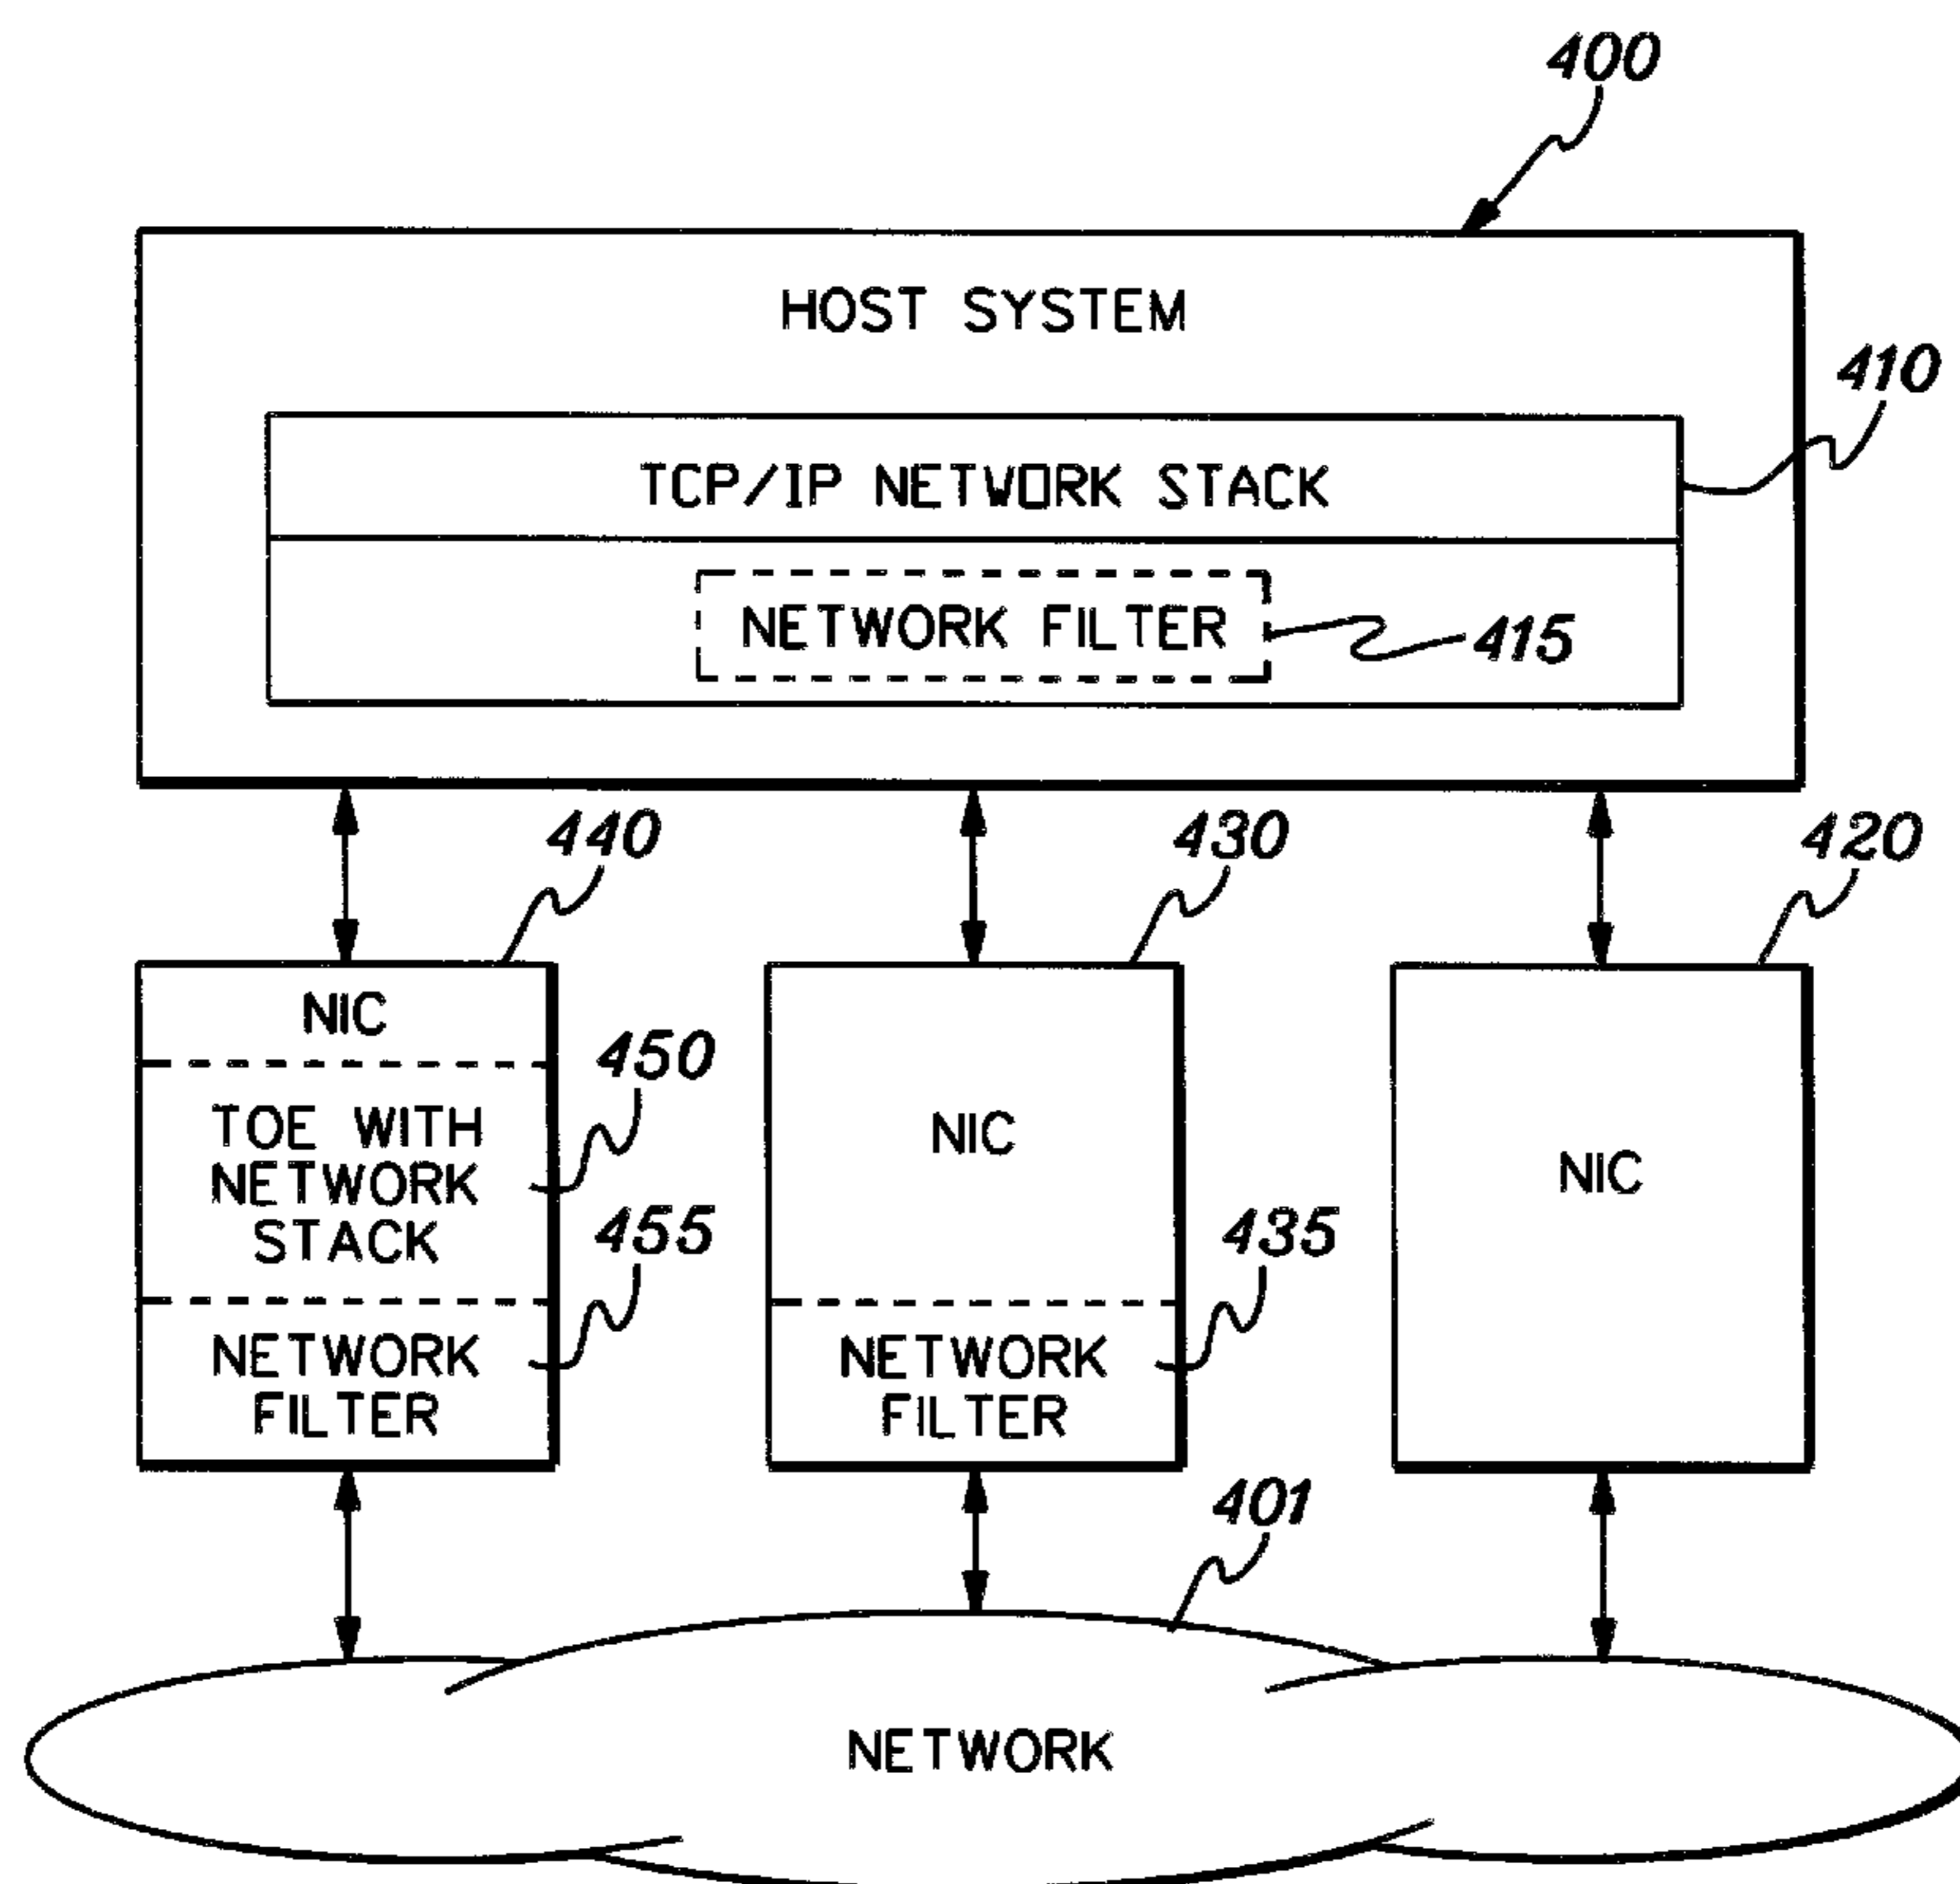 400
HOST SYSTEM
410
TCP/IP NETWORK STACK
NETWORK FILTER
415
440
430
420
NIC
450
TOE WITH
NETWORK
STACK
455
NETWORK
FILTER
NIC
435
NETWORK
FILTER
NIC
401
NETWORK